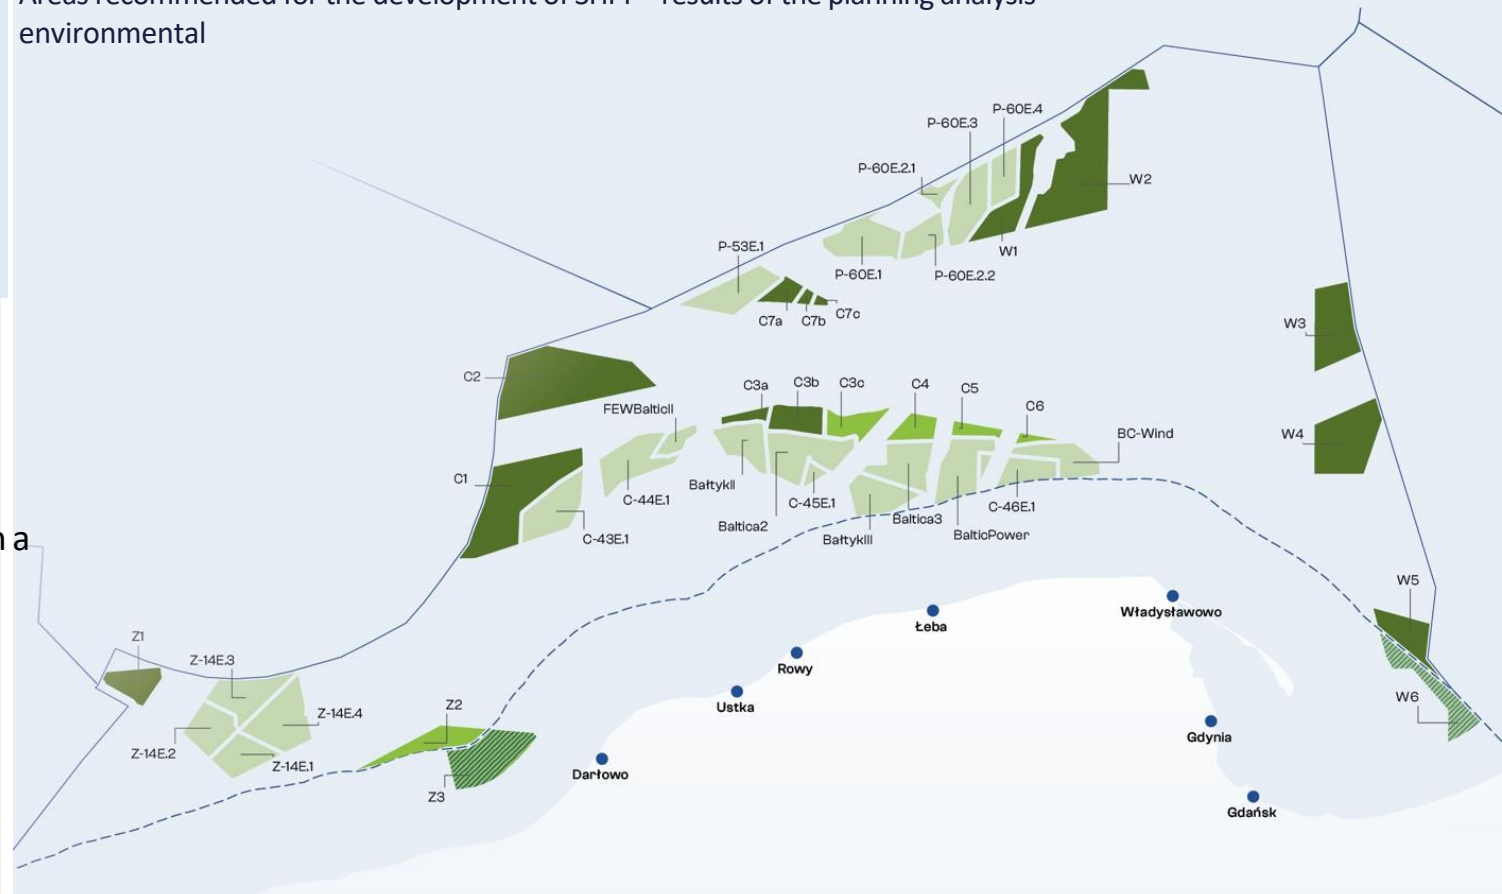 environmental
P-60E.4
P-60E.3
P-60E.2.1
W2
P-53E.1
W1
P-60E.1
P-60E.2.2
C7a
C7b
C7c
W3
C2
C3a
C3b
C3c
C4
C5
C6
FEWBalticII
BC-Wind
W4
C1
BałtykII
C-44E.1
C-45E.1
C-46E.1
Baltica2
Baltica3
C-43E.1
BałtykIII
BalticPower
a
W5
Władysławowo
Łeba
Z1
Z-14E.3
Rowy
W6
Z2
Ustka
Z-14E.4
Gdynia
Z-14E.2
Z-14E.1
Darłowo
Z3
Gdańsk